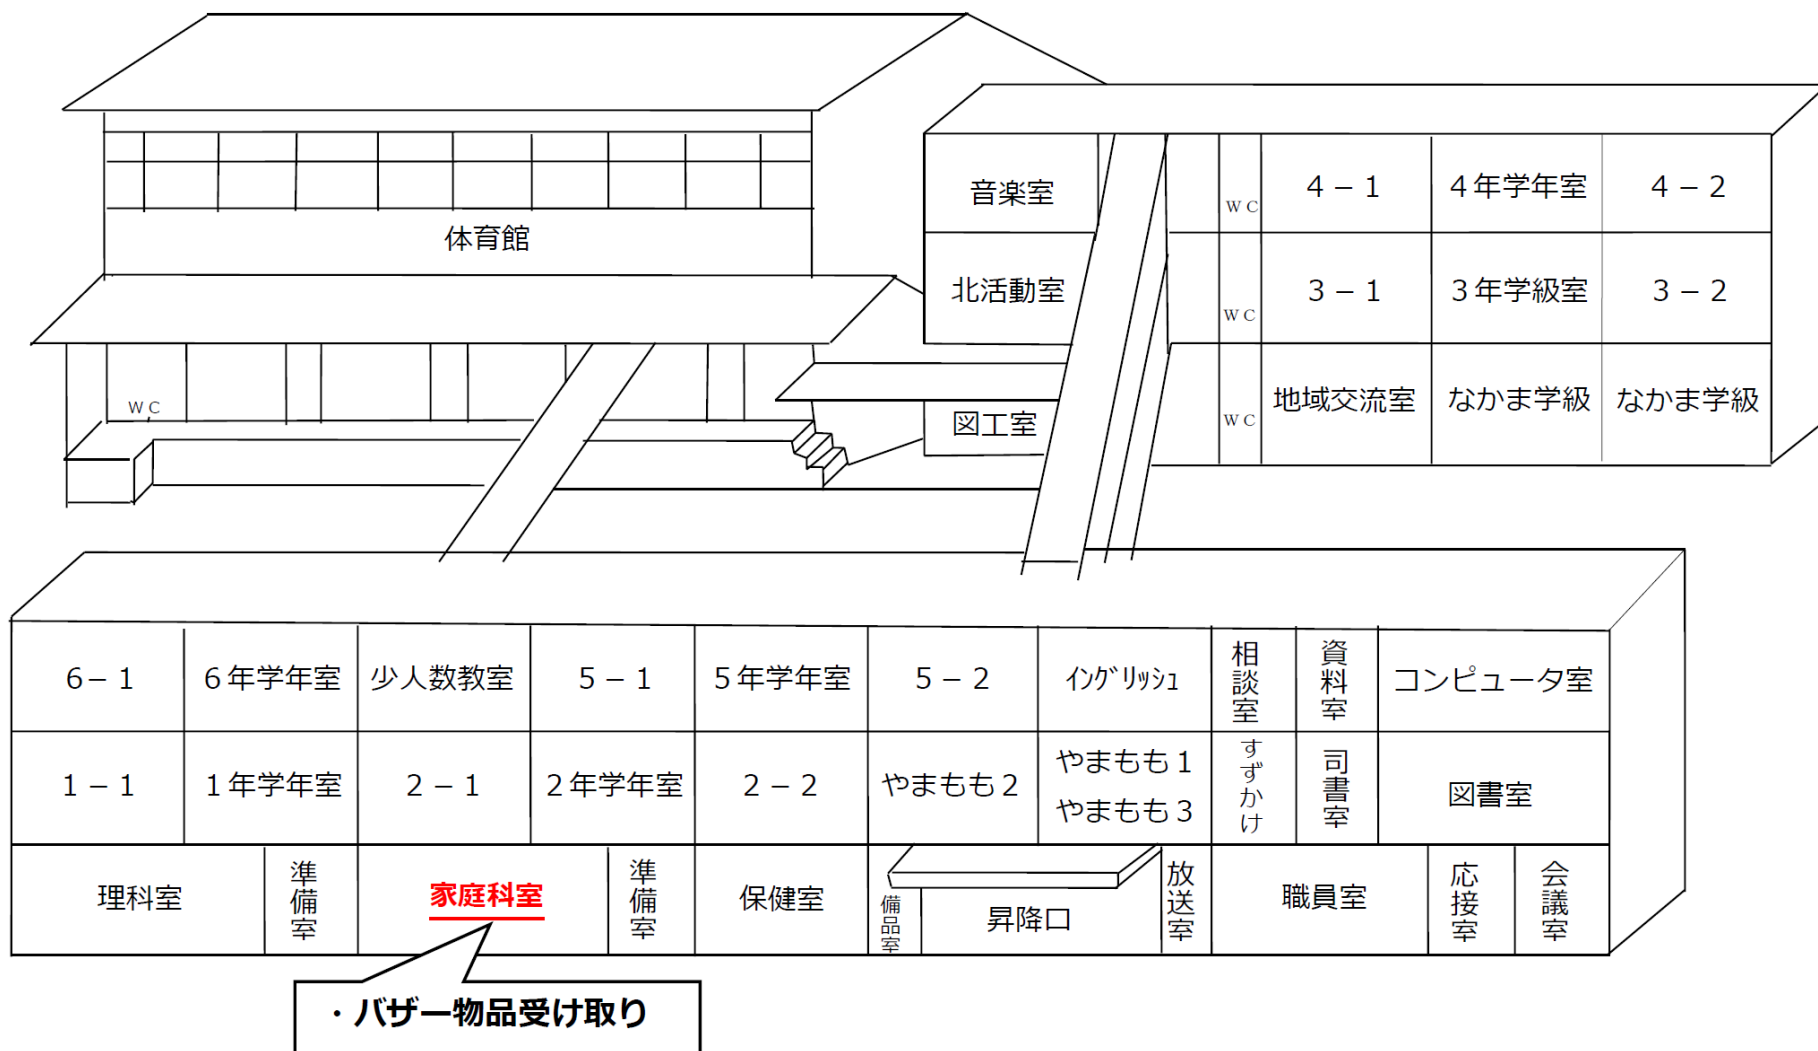 体育館
WC
音楽室
WC
4－1
4年学年室
4－2
北活動室
WC
3－1
3年学級室
3－2
図工室
WC
地域交流室
なかま学級
なかま学級
6－1
6年学年室
少人数教室
5－1
5年学年室
5－2
ｲﾝｸﾞﾘｯｼｭ
相談室
資料室
コンピュータ室
1－1
1年学年室
2－1
2年学年室
2－2
やまもも2
やまもも1
やまもも3
すずかけ
司書室
図書室
理科室
準備室
家庭科室
準備室
保健室
備品室
昇降口
放送室
職員室
応接室
会議室
・バザー物品受け取り